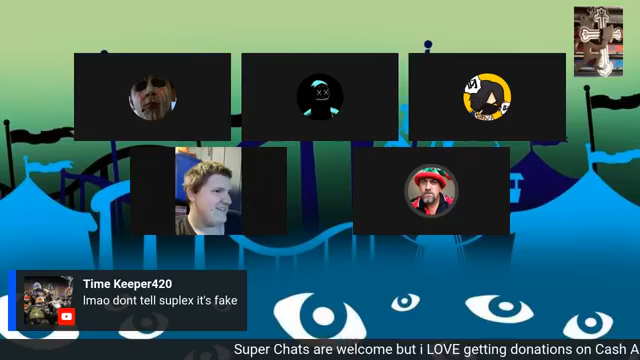 Time Keeper420
lmao dont tell suplex it's fake
Super Chats are welcome but i LOVE getting donations on Cash A